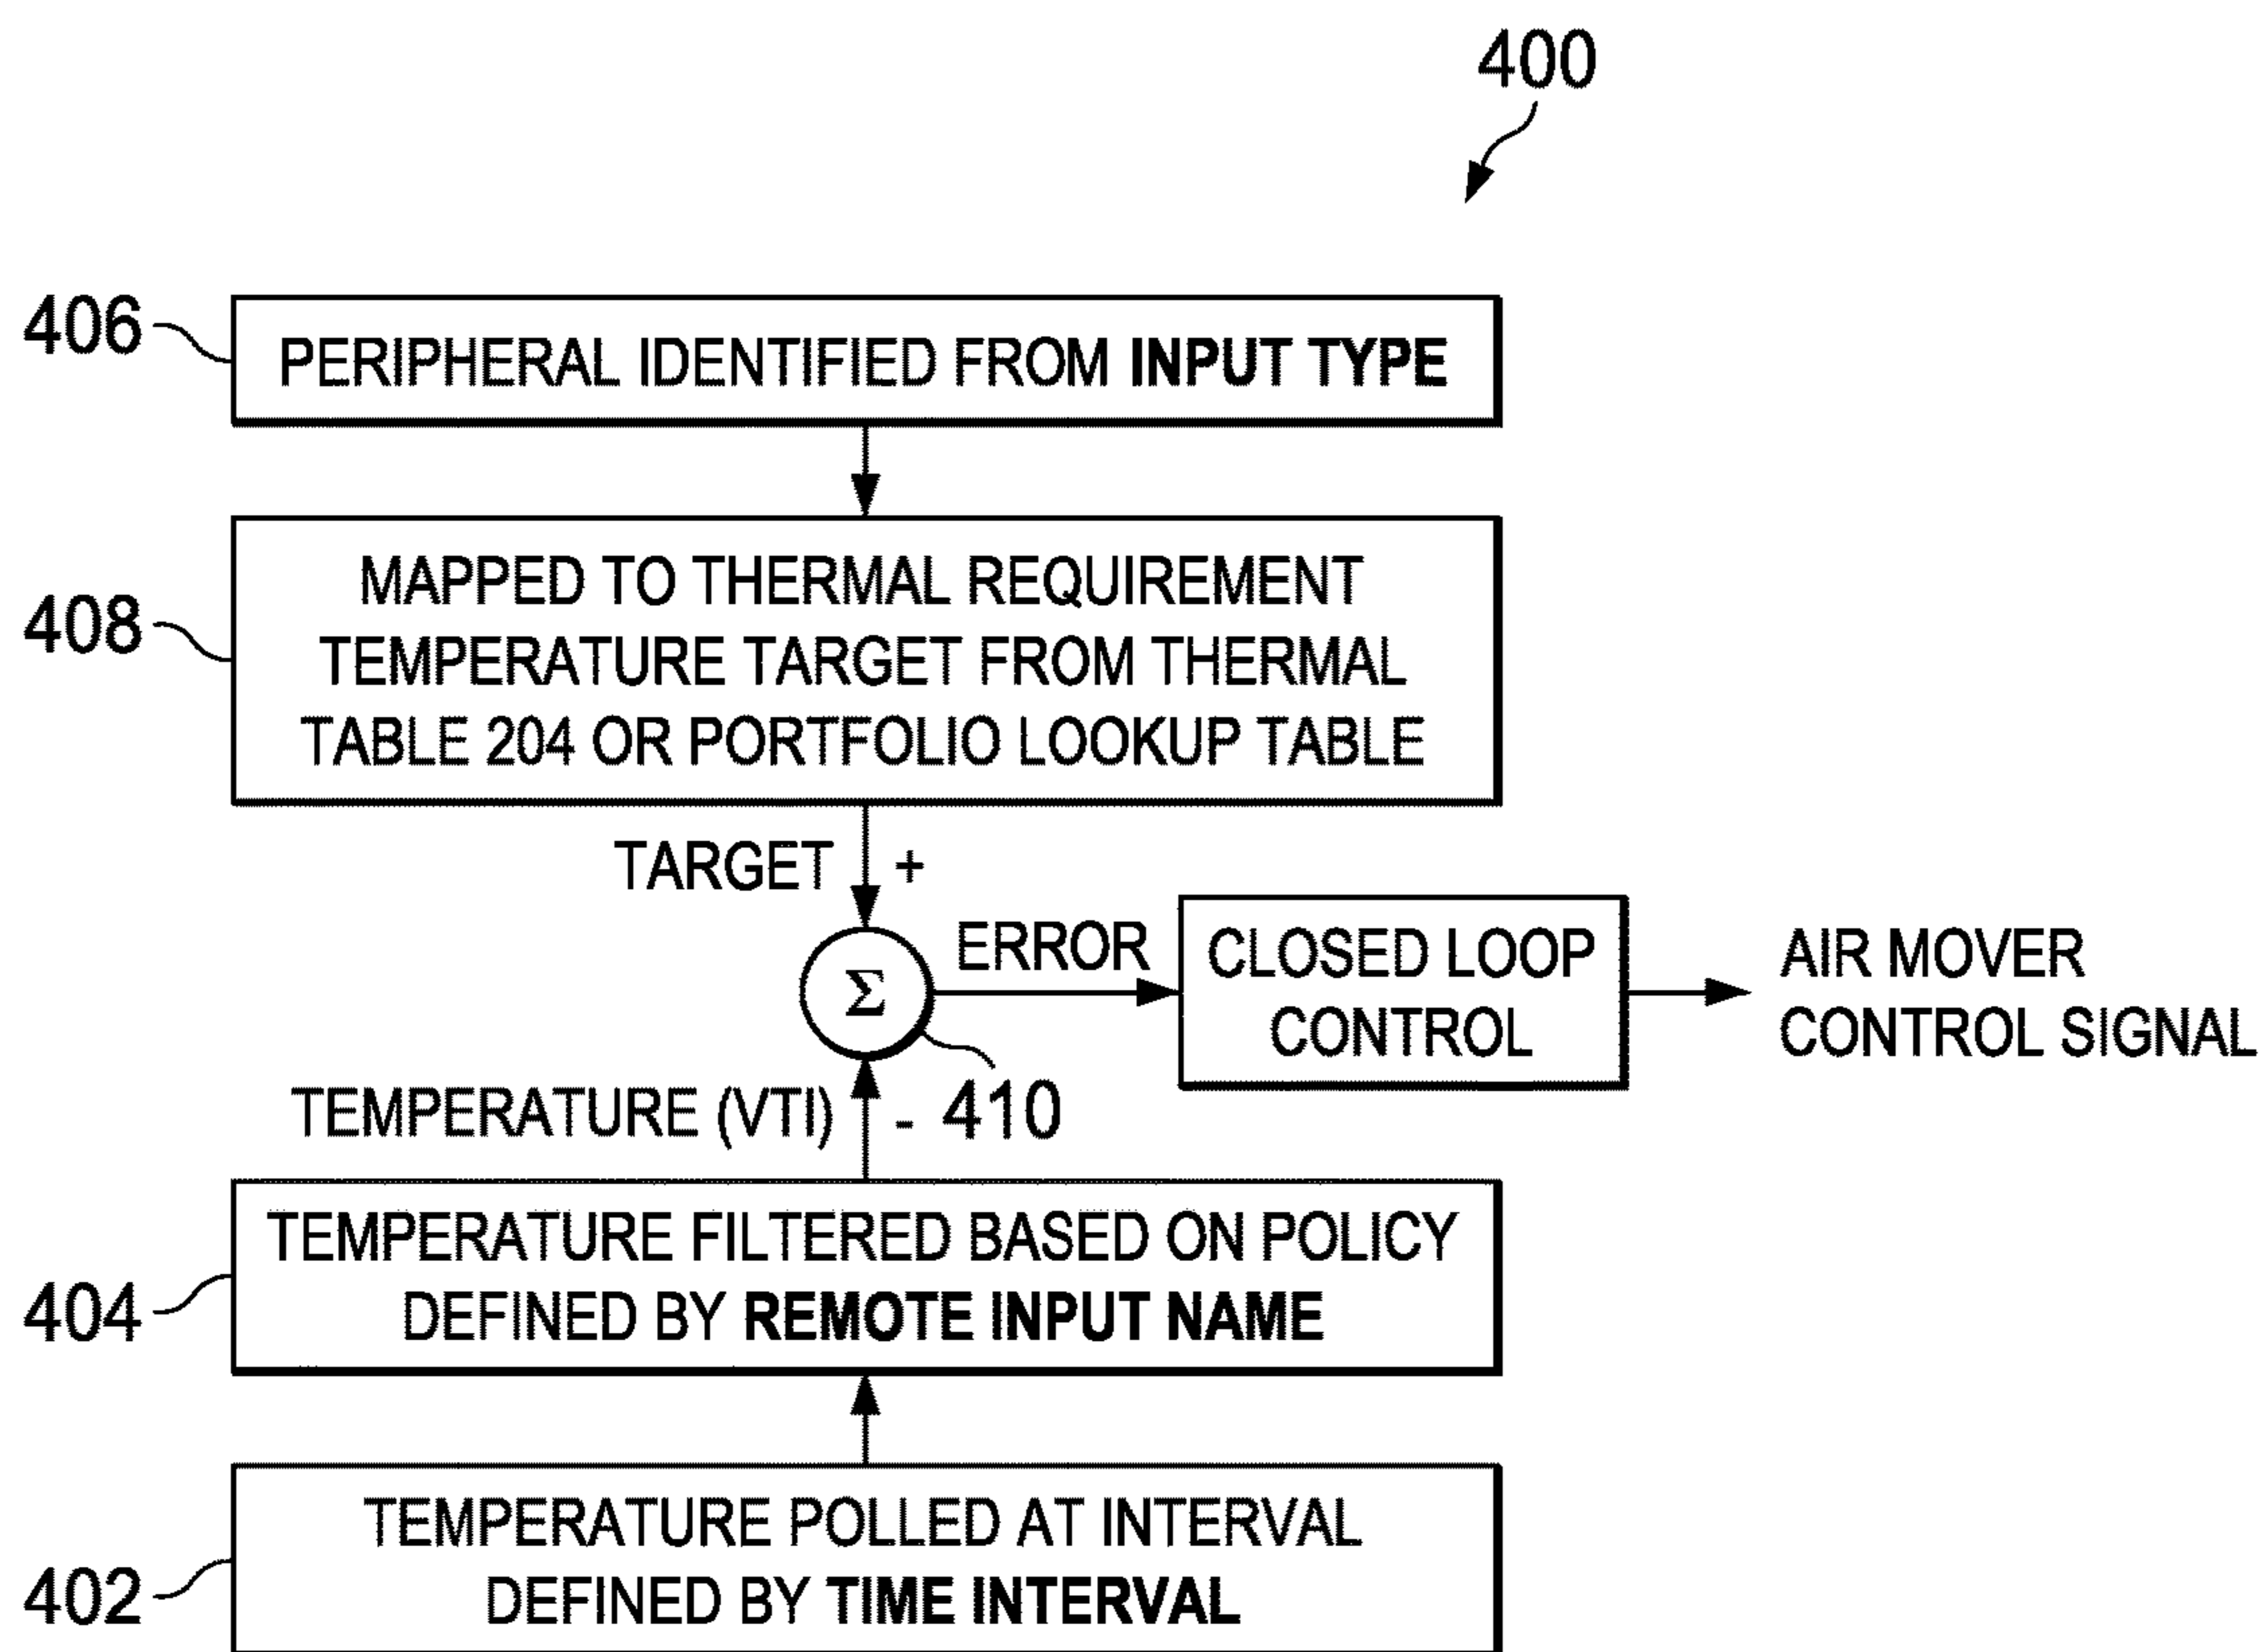 400
406
PERIPHERAL IDENTIFIED FROM INPUT TYPE
408
MAPPED TO THERMAL REQUIREMENT
TEMPERATURE TARGET FROM THERMAL
TABLE 204 OR PORTFOLIO LOOKUP TABLE
TARGET +
Σ
ERROR
CLOSED LOOP
CONTROL
AIR MOVER
CONTROL SIGNAL
TEMPERATURE (VTI) -
410
404
TEMPERATURE FILTERED BASED ON POLICY
DEFINED BY REMOTE INPUT NAME
402
TEMPERATURE POLLED AT INTERVAL
DEFINED BY TIME INTERVAL